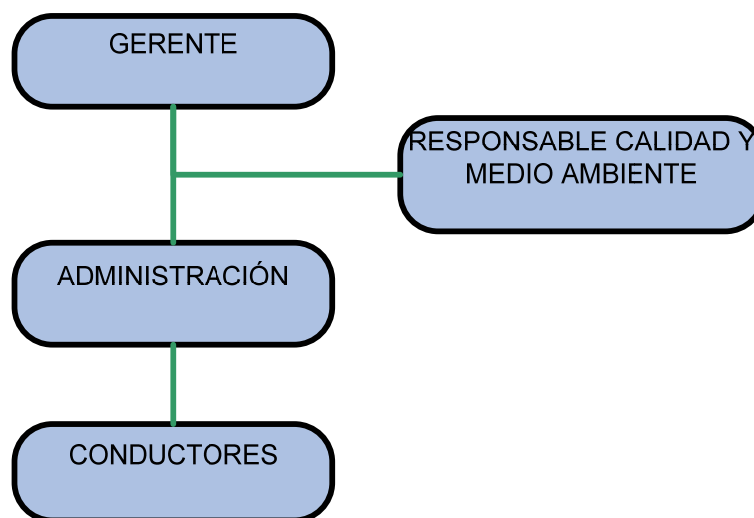 GERENTE
RESPONSABLE CALIDAD Y
MEDIO AMBIENTE
ADMINISTRACIÓN
CONDUCTORES